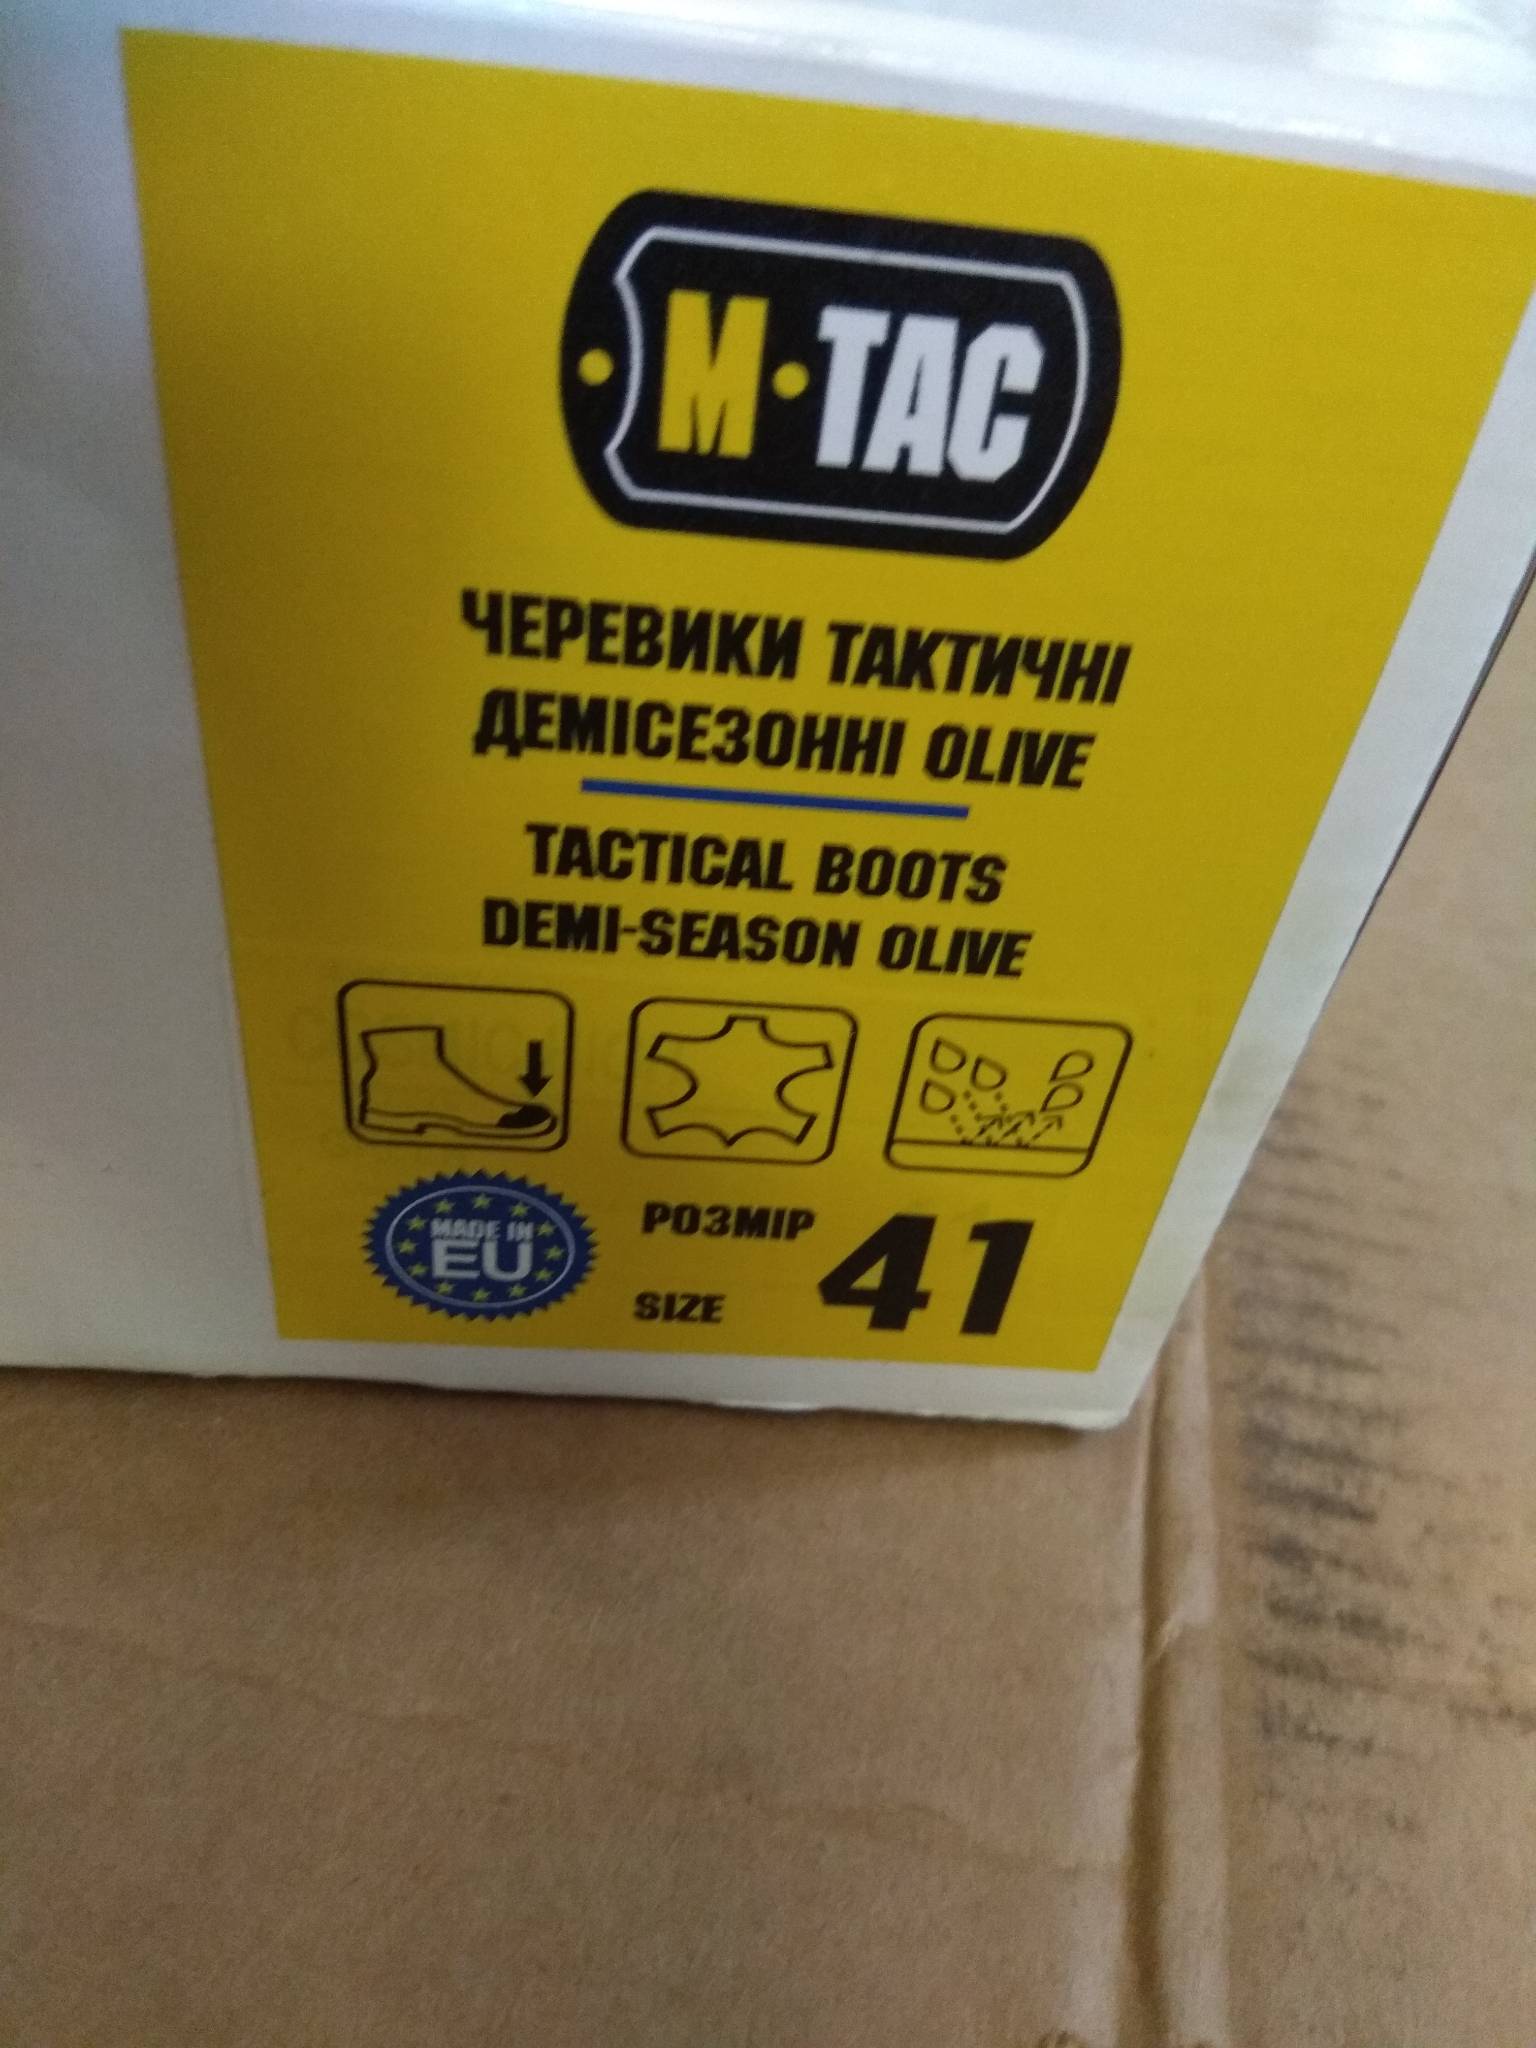 M·TAC
ЧЕРЕВИКИ ТАКТИЧНІ
ДЕМІСЕЗОННІ OLIVE
TACTICAL BOOTS
DEMI-SEASON OLIVE
MADE IN
EU
РОЗМІР
SIZE
41